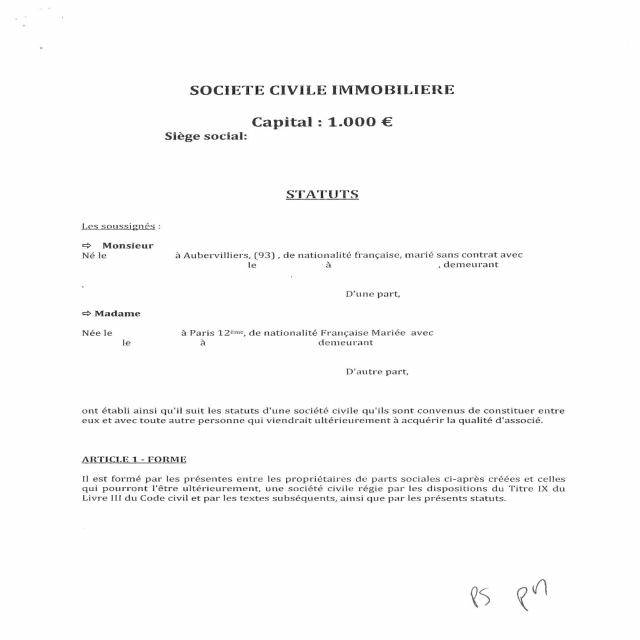 SOCIETE CIVILE IMMOBILIERE
Capital : 1.000 €
Siège social:
STATUTS
Les soussignés :
⇨ Monsieur
Né le à Aubervilliers, (93) , de nationalité française, marié sans contrat avec
le à , demeurant
D'une part,
⇨ Madame
Née le à Paris 12ème, de nationalité Française Mariée avec
le à demeurant
D'autre part,
ont établi ainsi qu'il suit les statuts d'une société civile qu'ils sont convenus de constituer entre
eux et avec toute autre personne qui viendrait ultérieurement à acquérir la qualité d'associé.
ARTICLE 1 - FORME
Il est formé par les présentes entre les propriétaires de parts sociales ci-après créées et celles
qui pourront l'être ultérieurement, une société civile régie par les dispositions du Titre IX du
Livre III du Code civil et par les textes subséquents, ainsi que par les présents statuts.
PS